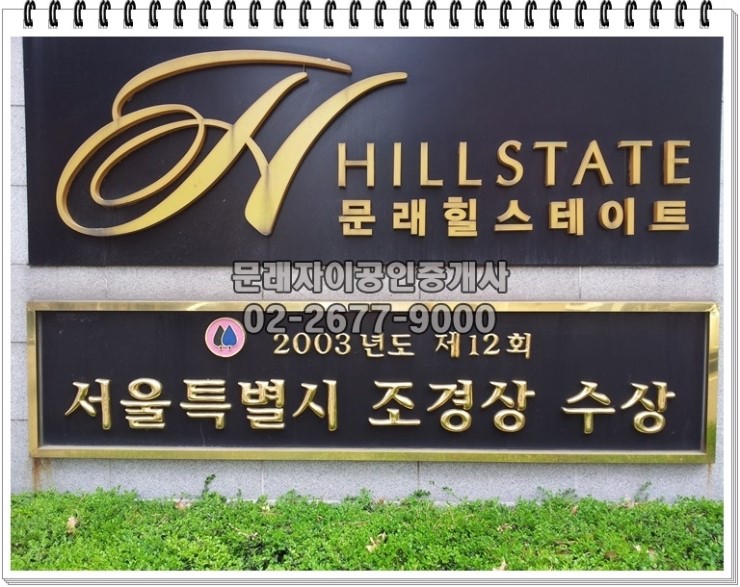 HILLSTATE
문래힐스테이트
문래자이공인중개사
02-2677-9000
2003년도 제12회
서울특별시 조경상 수상